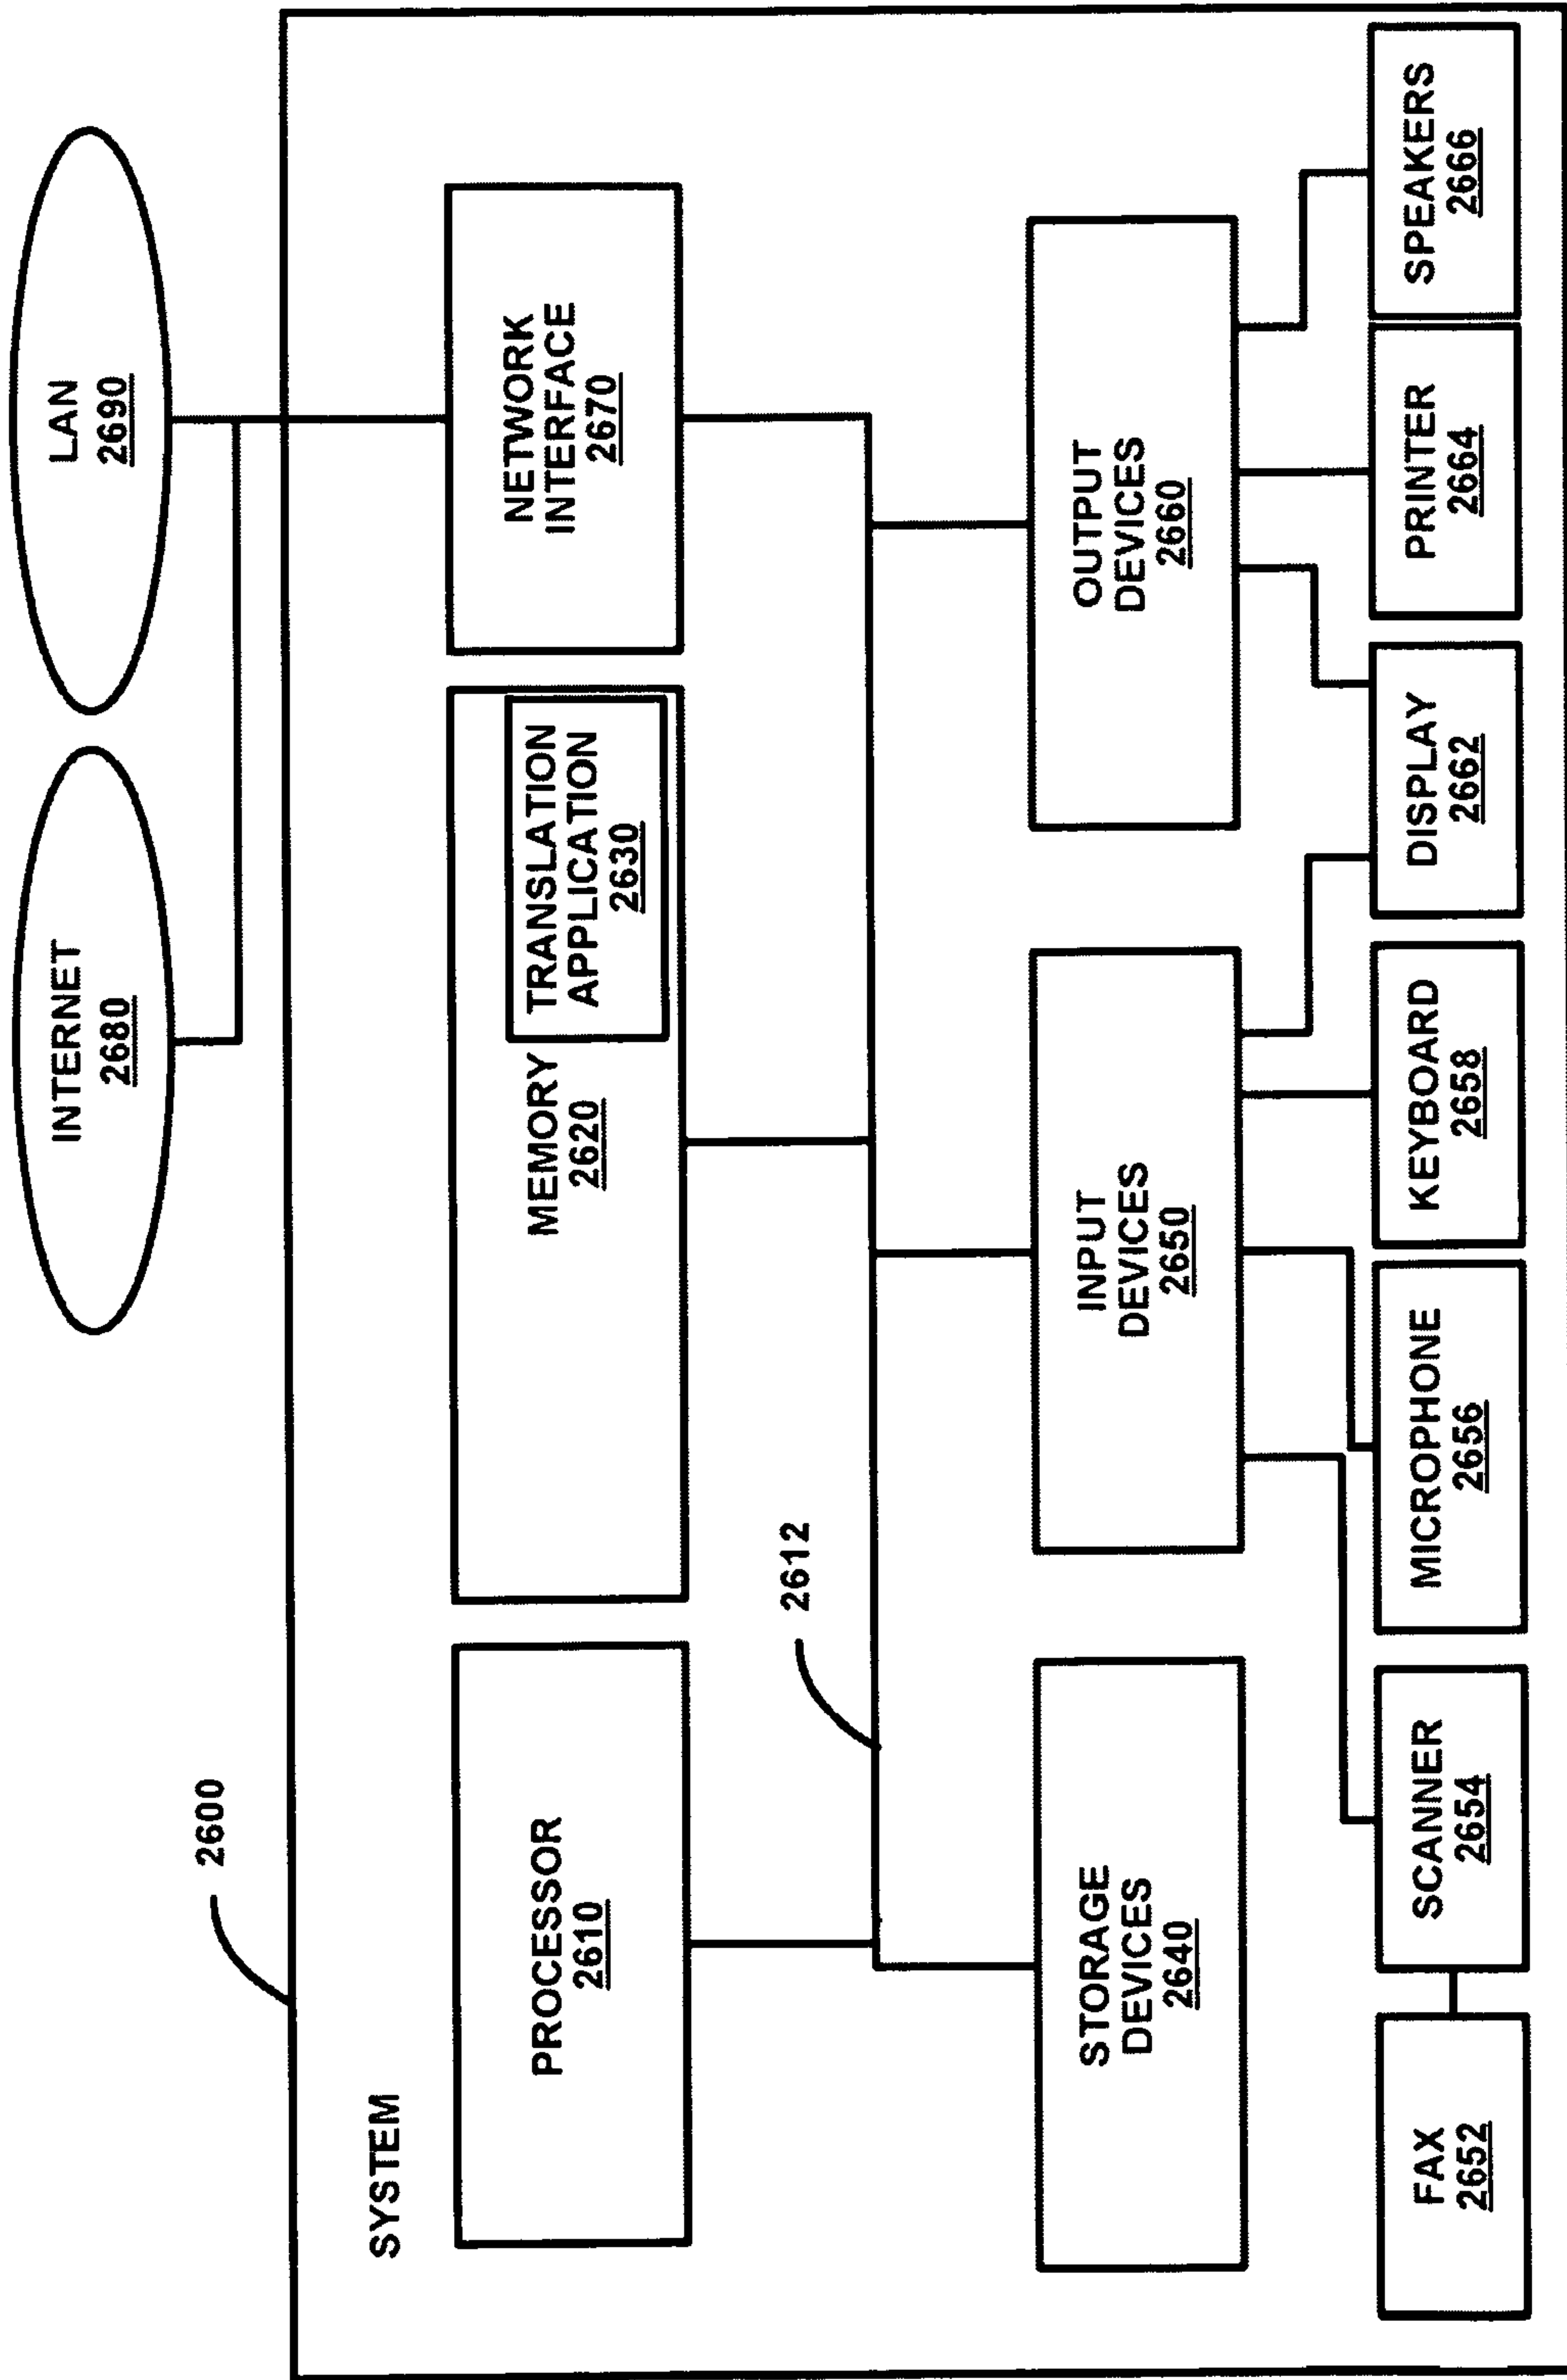 INTERNET
2680
LAN
2690
2600
SYSTEM
PROCESSOR
2610
MEMORY
2620
TRANSLATION
APPLICATION
2630
NETWORK
INTERFACE
2670
2612
STORAGE
DEVICES
2640
INPUT
DEVICES
2650
OUTPUT
DEVICES
2660
FAX
2652
SCANNER
2654
MICROPHONE
2656
KEYBOARD
2658
DISPLAY
2662
PRINTER
2664
SPEAKERS
2666